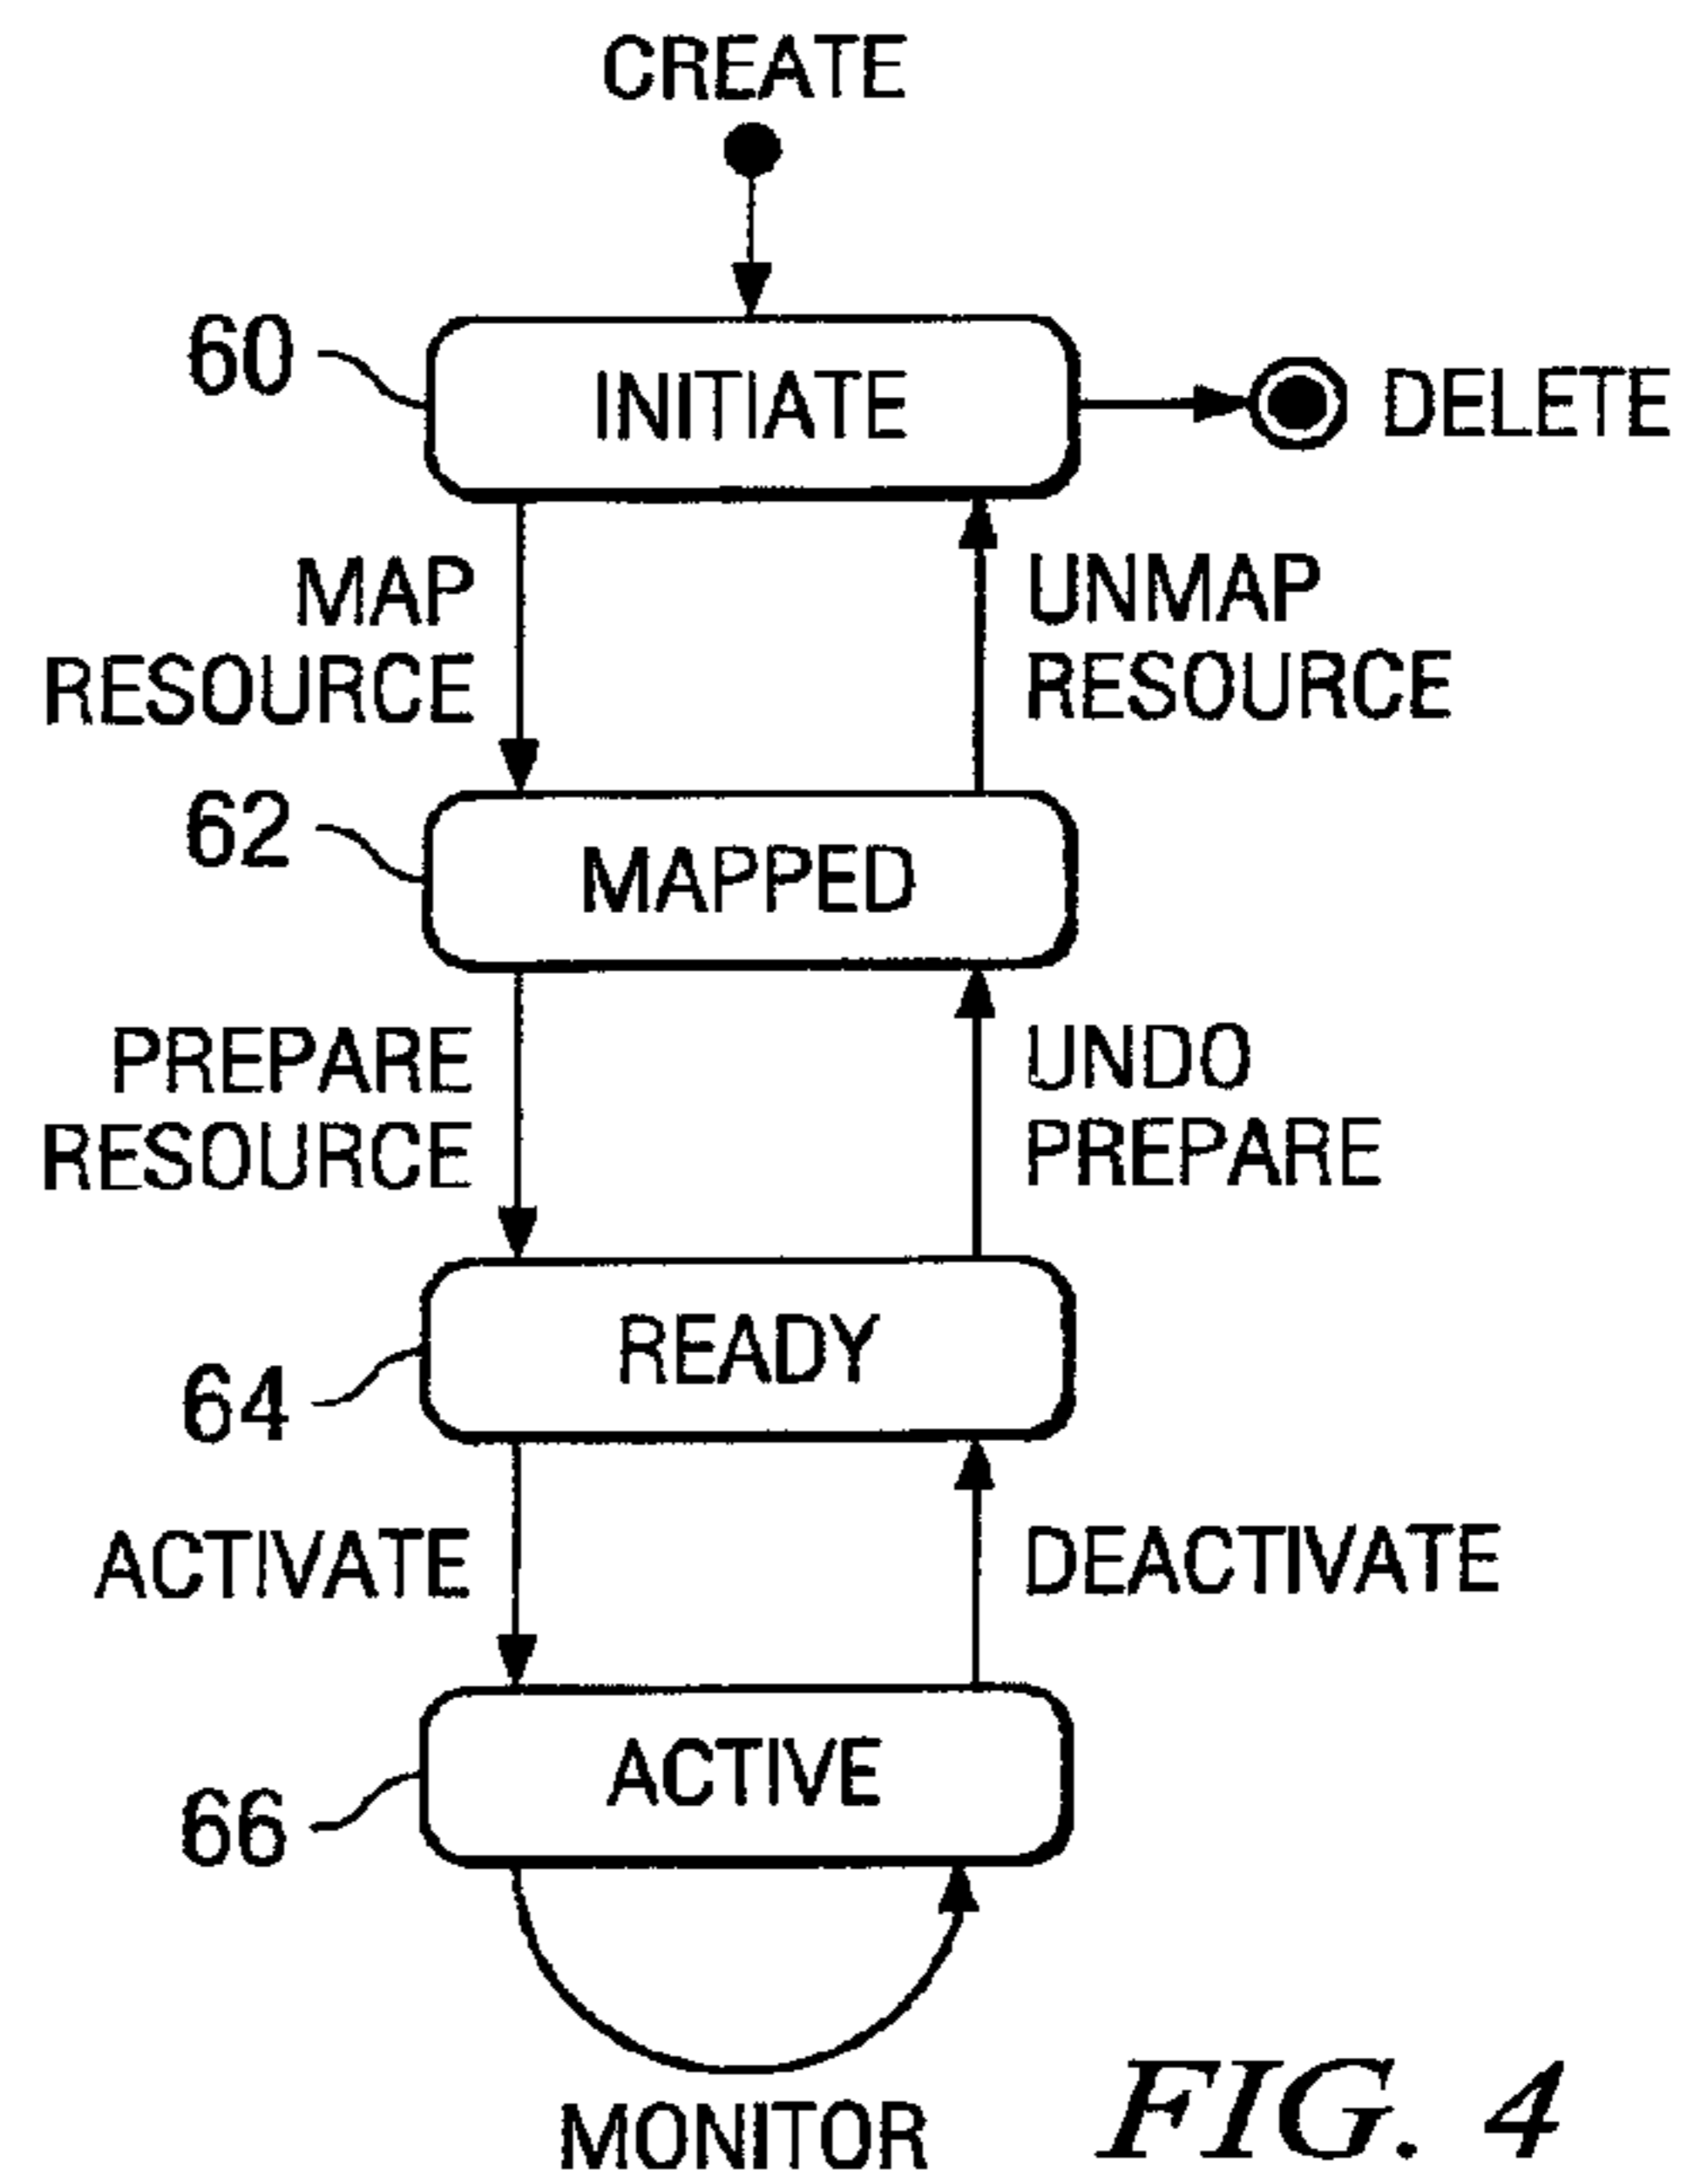 CREATE
60
INITIATE
DELETE
MAP
RESOURCE
UNMAP
RESOURCE
62
MAPPED
PREPARE
RESOURCE
UNDO
PREPARE
READY
64
ACTIVATE
DEACTIVATE
ACTIVE
66
MONITOR
FIG. 4